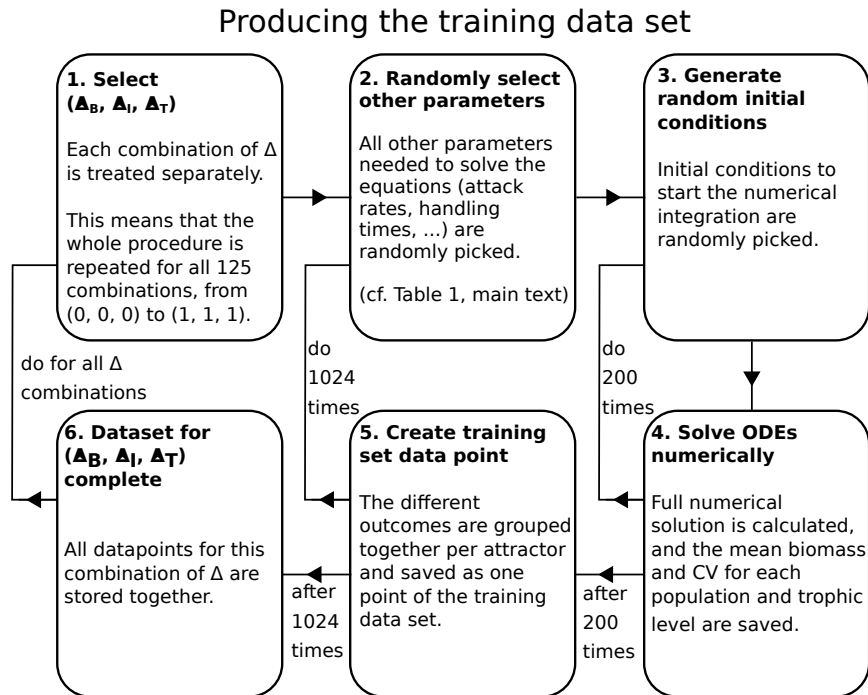 Producing the training data set
1. Select
(Δ_B, Δ_I, Δ_T)
Each combination of Δ
is treated separately.
This means that the
whole procedure is
repeated for all 125
combinations, from
(0, 0, 0) to (1, 1, 1).
2. Randomly select
other parameters
All other parameters
needed to solve the
equations (attack
rates, handling
times, ...) are
randomly picked.
(cf. Table 1, main text)
3. Generate
random initial
conditions
Initial conditions to
start the numerical
integration are
randomly picked.
do for all Δ
combinations
do
1024
times
do
200
times
4. Solve ODEs
numerically
Full numerical
solution is calculated,
and the mean biomass
and CV for each
population and trophic
level are saved.
after
200
times
5. Create training
set data point
The different
outcomes are grouped
together per attractor
and saved as one
point of the training
data set.
after
1024
times
6. Dataset for
(Δ_B, Δ_I, Δ_T)
complete
All datapoints for this
combination of Δ are
stored together.